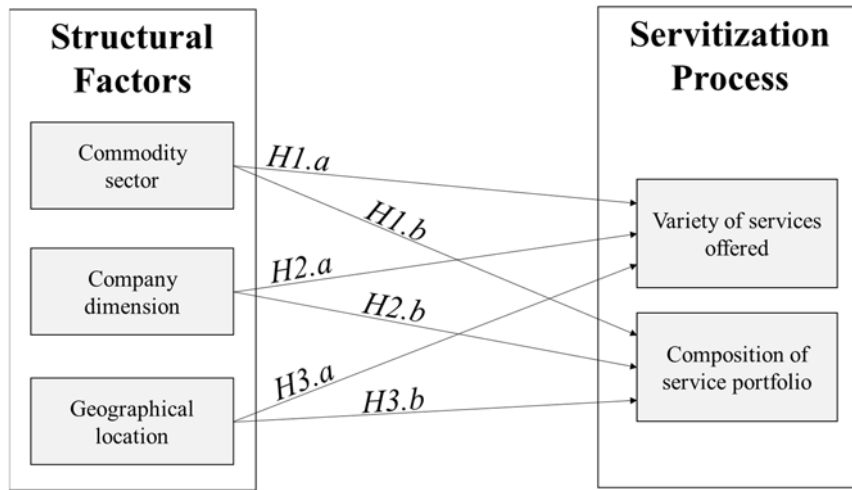 Structural
Factors
Commodity
sector
Company
dimension
Geographical
location
H1.a
H1.b
H2.a
H2.b
H3.a
H3.b
Servitization
Process
Variety of services
offered
Composition of
service portfolio